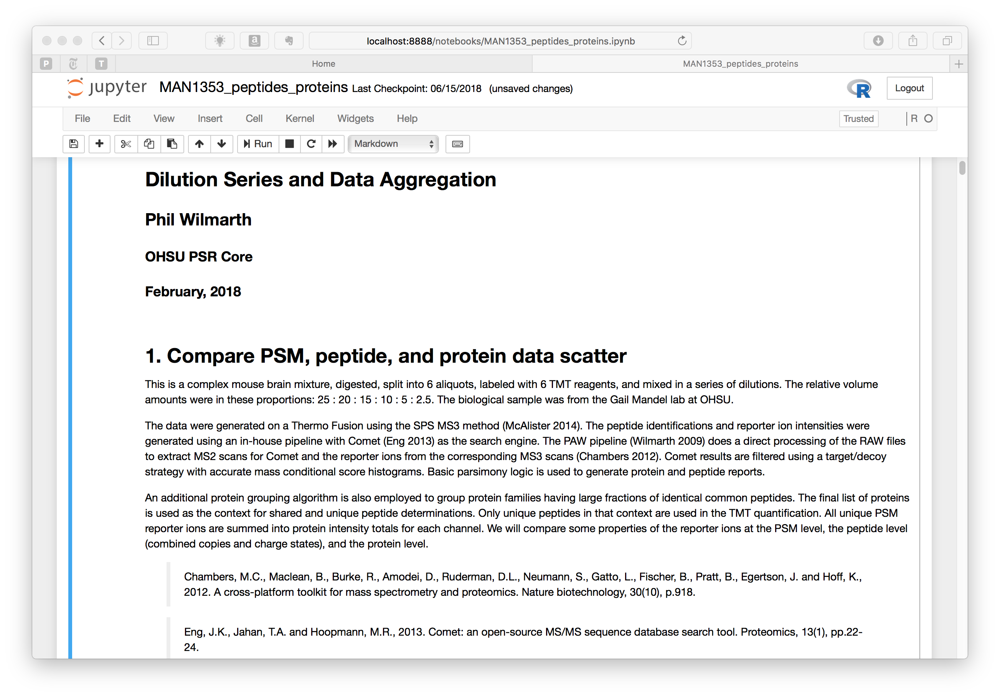 localhost:8888/notebooks/MAN1353_peptides_proteins.ipynb
P T T Home MAN1353_peptides_proteins
jupyter MAN1353_peptides_proteins Last Checkpoint: 06/15/2018 (unsaved changes) R Logout
File Edit View Insert Cell Kernel Widgets Help Trusted R
Run Markdown
Dilution Series and Data Aggregation
Phil Wilmarth
OHSU PSR Core
February, 2018
1. Compare PSM, peptide, and protein data scatter
This is a complex mouse brain mixture, digested, split into 6 aliquots, labeled with 6 TMT reagents, and mixed in a series of dilutions. The relative volume
amounts were in these proportions: 25 : 20 : 15 : 10 : 5 : 2.5. The biological sample was from the Gail Mandel lab at OHSU.
The data were generated on a Thermo Fusion using the SPS MS3 method (McAlister 2014). The peptide identifications and reporter ion intensities were
generated using an in-house pipeline with Comet (Eng 2013) as the search engine. The PAW pipeline (Wilmarth 2009) does a direct processing of the RAW files
to extract MS2 scans for Comet and the reporter ions from the corresponding MS3 scans (Chambers 2012). Comet results are filtered using a target/decoy
strategy with accurate mass conditional score histograms. Basic parsimony logic is used to generate protein and peptide reports.
An additional protein grouping algorithm is also employed to group protein families having large fractions of identical common peptides. The final list of proteins
is used as the context for shared and unique peptide determinations. Only unique peptides in that context are used in the TMT quantification. All unique PSM
reporter ions are summed into protein intensity totals for each channel. We will compare some properties of the reporter ions at the PSM level, the peptide level
(combined copies and charge states), and the protein level.
Chambers, M.C., Maclean, B., Burke, R., Amodei, D., Ruderman, D.L., Neumann, S., Gatto, L., Fischer, B., Pratt, B., Egertson, J. and Hoff, K.,
2012. A cross-platform toolkit for mass spectrometry and proteomics. Nature biotechnology, 30(10), p.918.
Eng, J.K., Jahan, T.A. and Hoopmann, M.R., 2013. Comet: an open-source MS/MS sequence database search tool. Proteomics, 13(1), pp.22-
24.